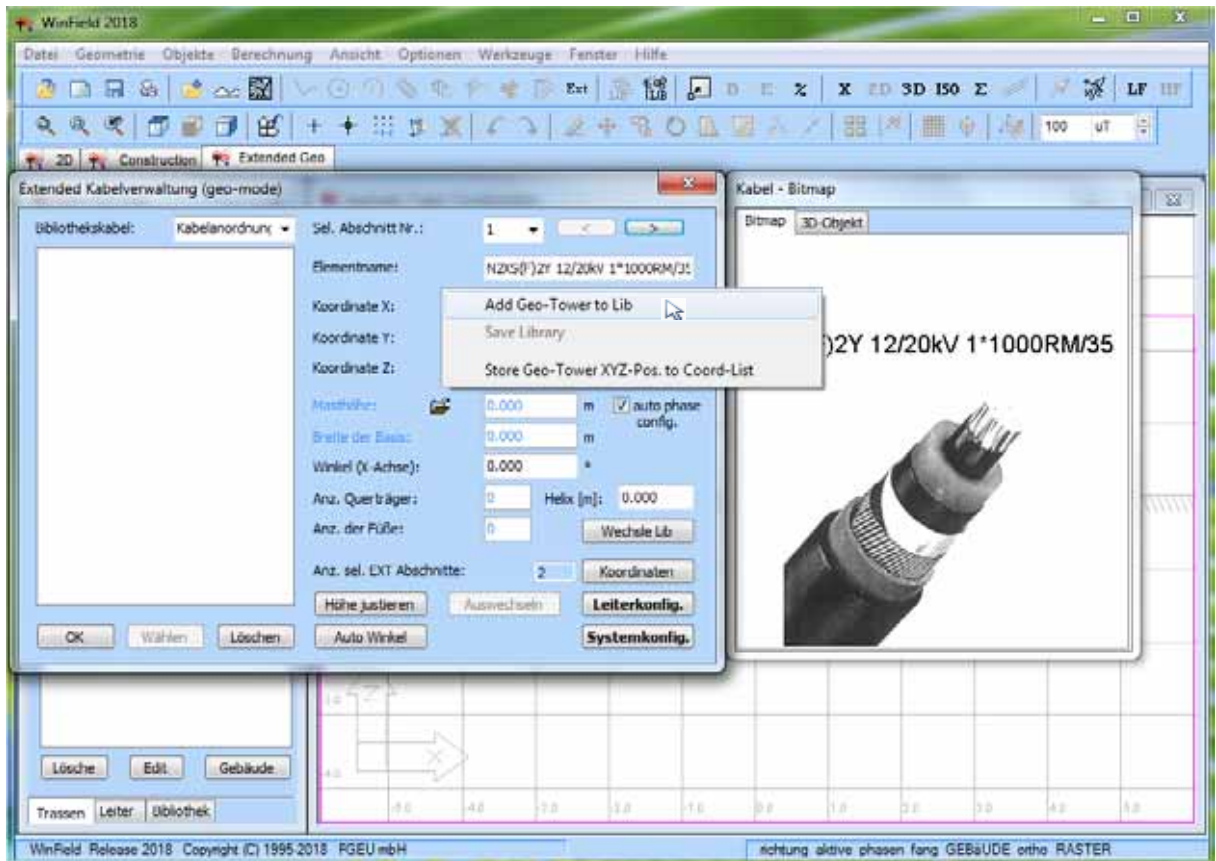 WinField 2018
Datei Geometrie Objekte Berechnung Ansicht Optionen Werkzeuge Fenster Hilfe
Ext LIB D E % X 2D 3D ISO Σ LF HF
100 uT
2D Construction Extended Geo
Extended Kabelverwaltung (geo-mode)
Bibliothekskabel: Kabelanordnung
Sel. Abschnitt Nr.: 1 < >
Elementname: N2XS(F)2Y 12/20kV 1*1000RM/35
Koordinate X:
Koordinate Y:
Koordinate Z:
Add Geo-Tower to Lib
Save Library
Store Geo-Tower XYZ-Pos. to Coord-List
Masthöhe: 0.000 m auto phase config.
Breite der Basis: 0.000 m
Winkel (X-Achse): 0.000 °
Anz. Querträger: 0 Helix [m]: 0.000
Anz. der Füße: 0 Wechsle Lib
Anz. sel. EXT Abschnitte: 2 Koordinaten
Höhe justieren Auswechseln Leiterkonfig.
OK Wählen Löschen Auto Winkel Systemkonfig.
Kabel - Bitmap
Bitmap 3D-Objekt
)2Y 12/20kV 1*1000RM/35
Z
X
Lösche Edit Gebäude
Trassen Leiter Bibliothek
WinField Release 2018 Copyright (C) 1995-2018 FGEU mbH
richtung aktive phasen fang GEBäUDE ortho RASTER